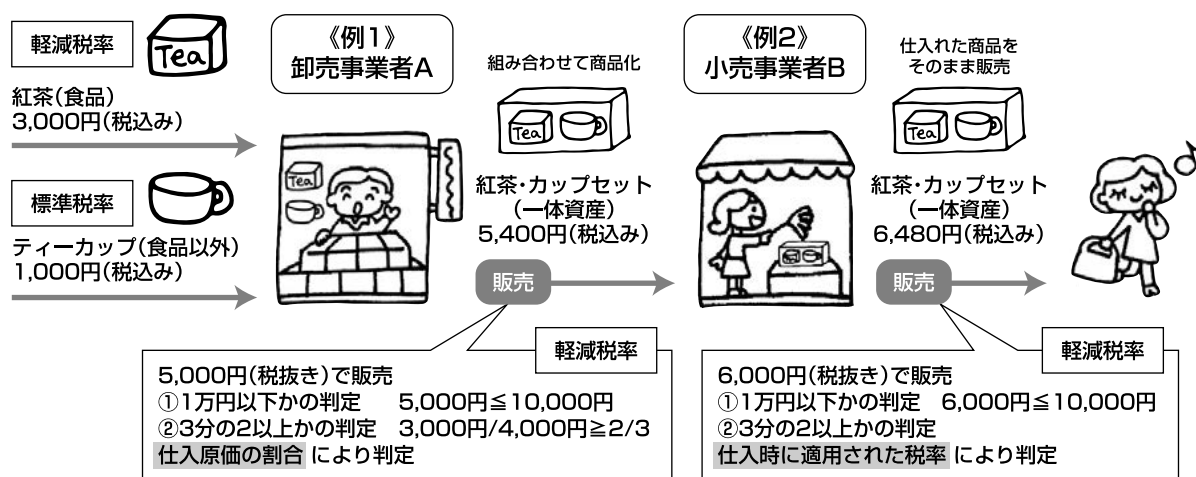 軽減税率
Tea
紅茶（食品）
3,000円（税込み）
標準税率
ティーカップ（食品以外）
1,000円（税込み）
《例1》
卸売事業者A
Tea
組み合わせて商品化
Tea
紅茶・カップセット
（一体資産）
5,400円（税込み）
販売
軽減税率
5,000円（税抜き）で販売
①1万円以下かの判定　5,000円≦10,000円
②3分の2以上かの判定　3,000円/4,000円≧2/3
仕入原価の割合 により判定
《例2》
小売事業者B
仕入れた商品を
そのまま販売
Tea
紅茶・カップセット
（一体資産）
6,480円（税込み）
販売
軽減税率
6,000円（税抜き）で販売
①1万円以下かの判定　6,000円≦10,000円
②3分の2以上かの判定
仕入時に適用された税率 により判定